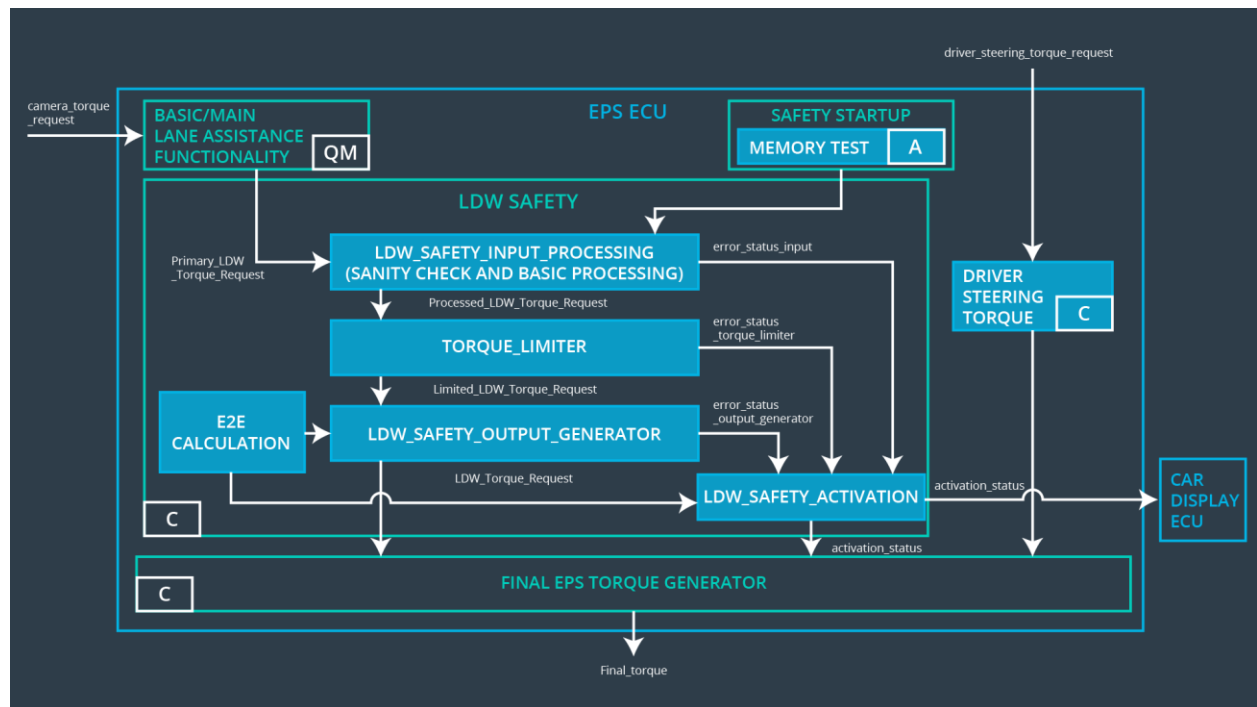 driver_steering_torque_request
camera_torque
_request
EPS ECU
BASIC/MAIN
LANE ASSISTANCE
FUNCTIONALITY
QM
SAFETY STARTUP
MEMORY TEST
A
LDW SAFETY
Primary_LDW
_Torque_Request
LDW_SAFETY_INPUT_PROCESSING
(SANITY CHECK AND BASIC PROCESSING)
error_status_input
DRIVER
STEERING
TORQUE
C
Processed_LDW_Torque_Request
TORQUE_LIMITER
error_status
_torque_limiter
Limited_LDW_Torque_Request
E2E
CALCULATION
LDW_SAFETY_OUTPUT_GENERATOR
error_status
_output_generator
LDW_Torque_Request
LDW_SAFETY_ACTIVATION
activation_status
CAR
DISPLAY
ECU
C
activation_status
FINAL EPS TORQUE GENERATOR
C
Final_torque